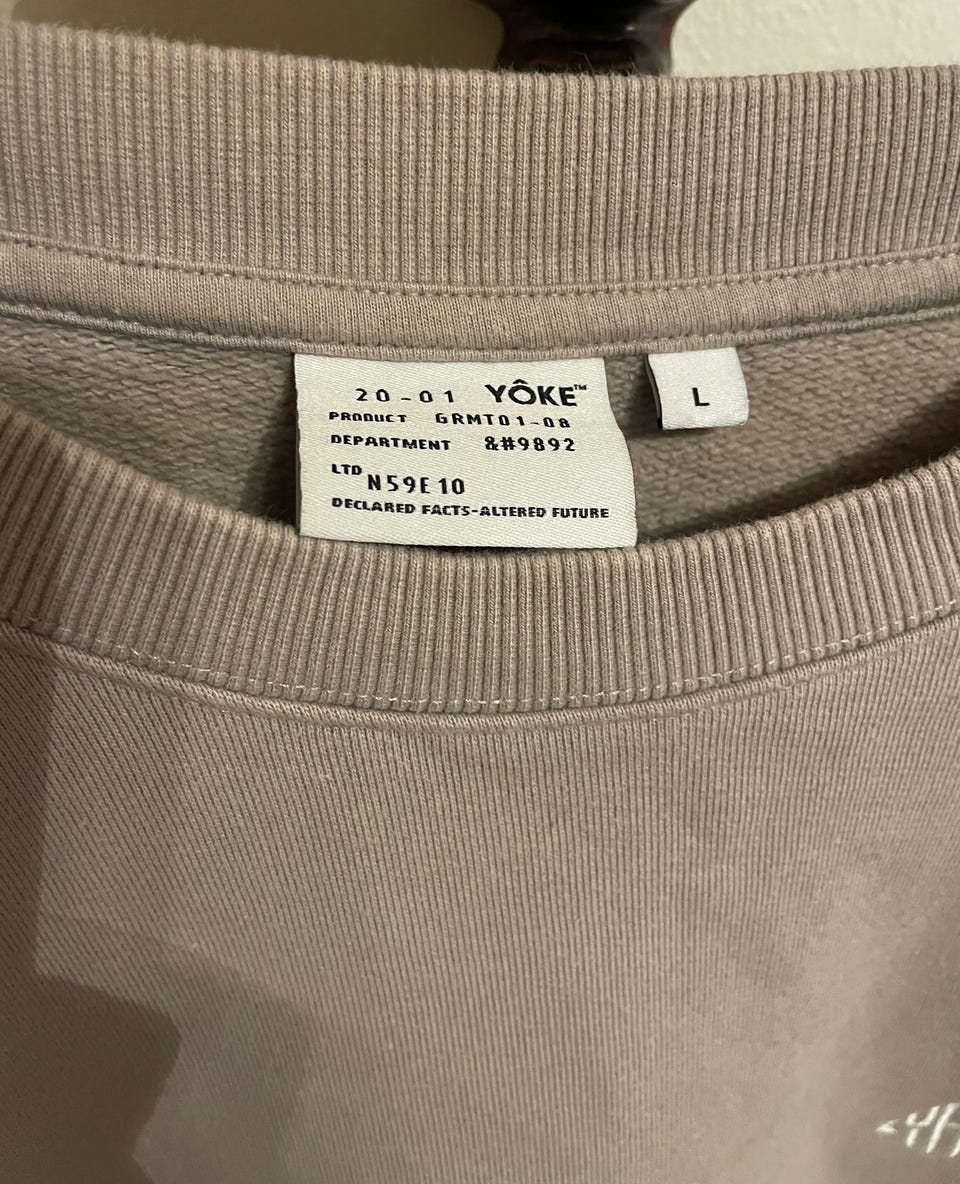 20-01 YÔKE™
PRODUCT GRMT01-08
DEPARTMENT &#9892
LTD N59E10
DECLARED FACTS-ALTERED FUTURE
L